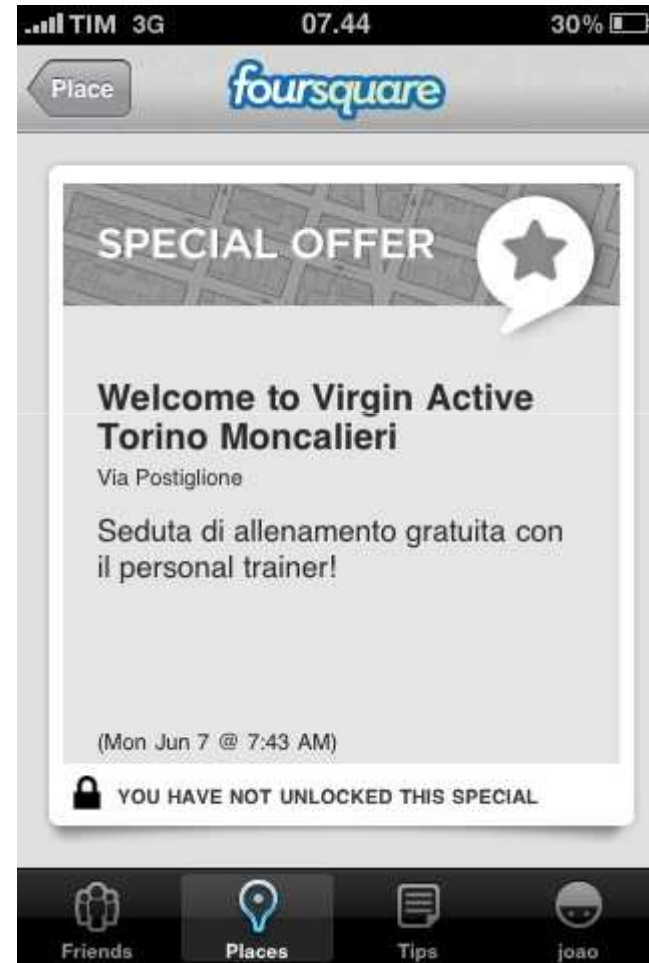 TIM 3G 07.44 30%
Place foursquare
SPECIAL OFFER
Welcome to Virgin Active
Torino Moncalieri
Via Postiglione
Seduta di allenamento gratuita con
il personal trainer!
(Mon Jun 7 @ 7:43 AM)
YOU HAVE NOT UNLOCKED THIS SPECIAL
Friends Places Tips joao